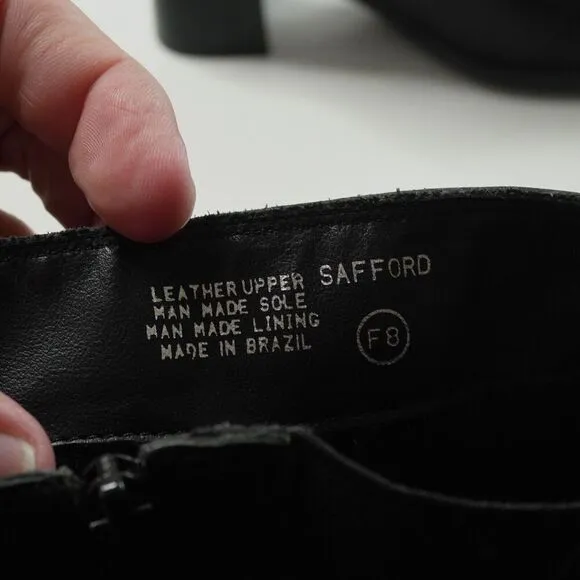 LEATHER UPPER SAFFORD
MAN MADE SOLE
MAN MADE LINING
MADE IN BRAZIL
F8